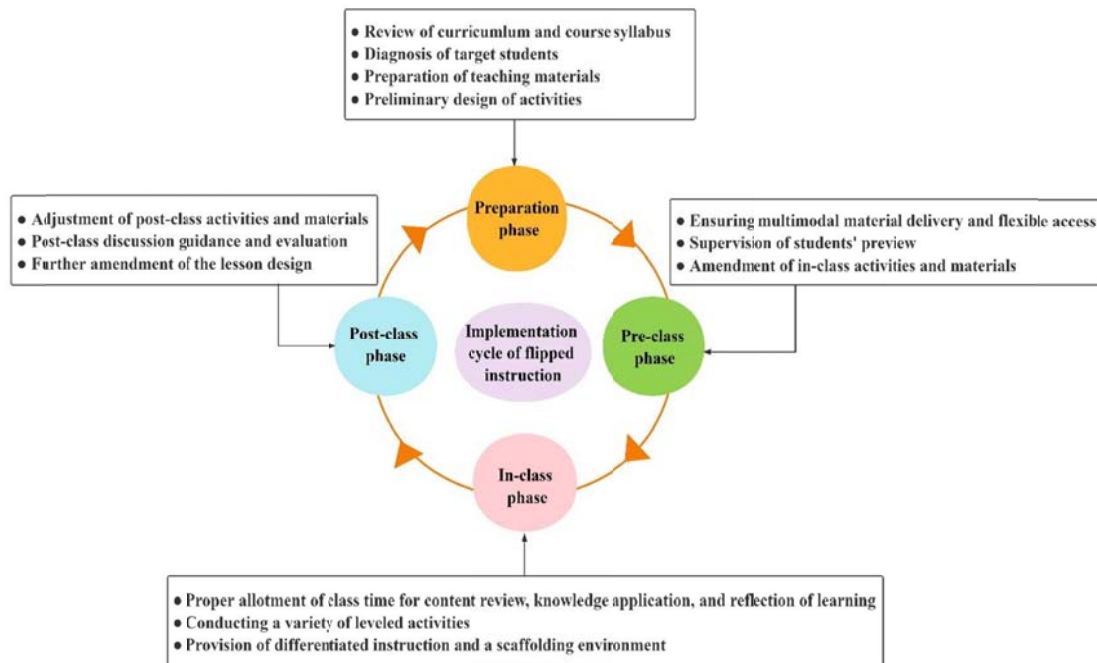 ● Review of curricumlum and course syllabus
● Diagnosis of target students
● Preparation of teaching materials
● Preliminary design of activities
Preparation
phase
● Adjustment of post-class activities and materials
● Post-class discussion guidance and evaluation
● Further amendment of the lesson design
● Ensuring multimodal material delivery and flexible access
● Supervision of students' preview
● Amendment of in-class activities and materials
Post-class
phase
Implementation
cycle of flipped
instruction
Pre-class
phase
In-class
phase
● Proper allotment of class time for content review, knowledge application, and reflection of learning
● Conducting a variety of leveled activities
● Provision of differentiated instruction and a scaffolding environment